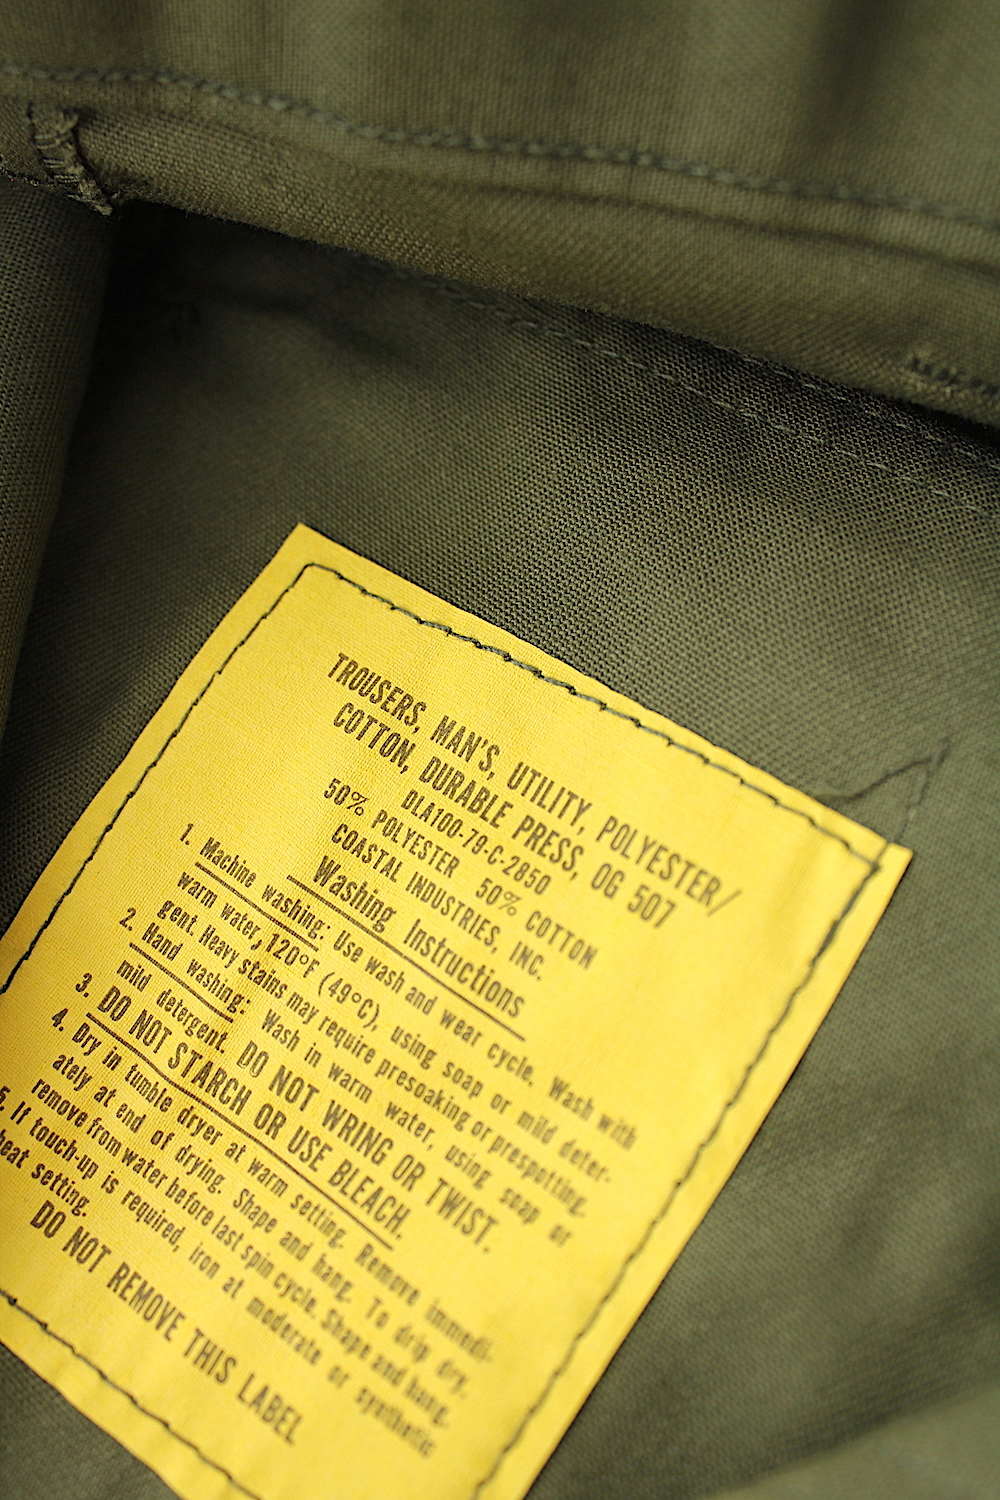 TROUSERS, MAN'S, UTILITY, POLYESTER/
COTTON, DURABLE PRESS, OG 507
DLA100-79-C-2850
50% POLYESTER 50% COTTON
COASTAL INDUSTRIES, INC.
Washing Instructions
1. Machine washing: Use wash and wear cycle. Wash with
warm water, 120°F (49°C), using soap or mild deter-
gent. Heavy stains may require presoaking or prespotting.
2. Hand washing: Wash in warm water, using soap or
mild detergent. DO NOT WRING OR TWIST.
3. DO NOT STARCH OR USE BLEACH.
4. Dry in tumble dryer at warm setting. Remove immedi-
ately at end of drying. Shape and hang. To drip dry,
remove from water before last spin cycle. Shape and hang.
5. If touch-up is required, iron at moderate or synthetic
heat setting.
DO NOT REMOVE THIS LABEL